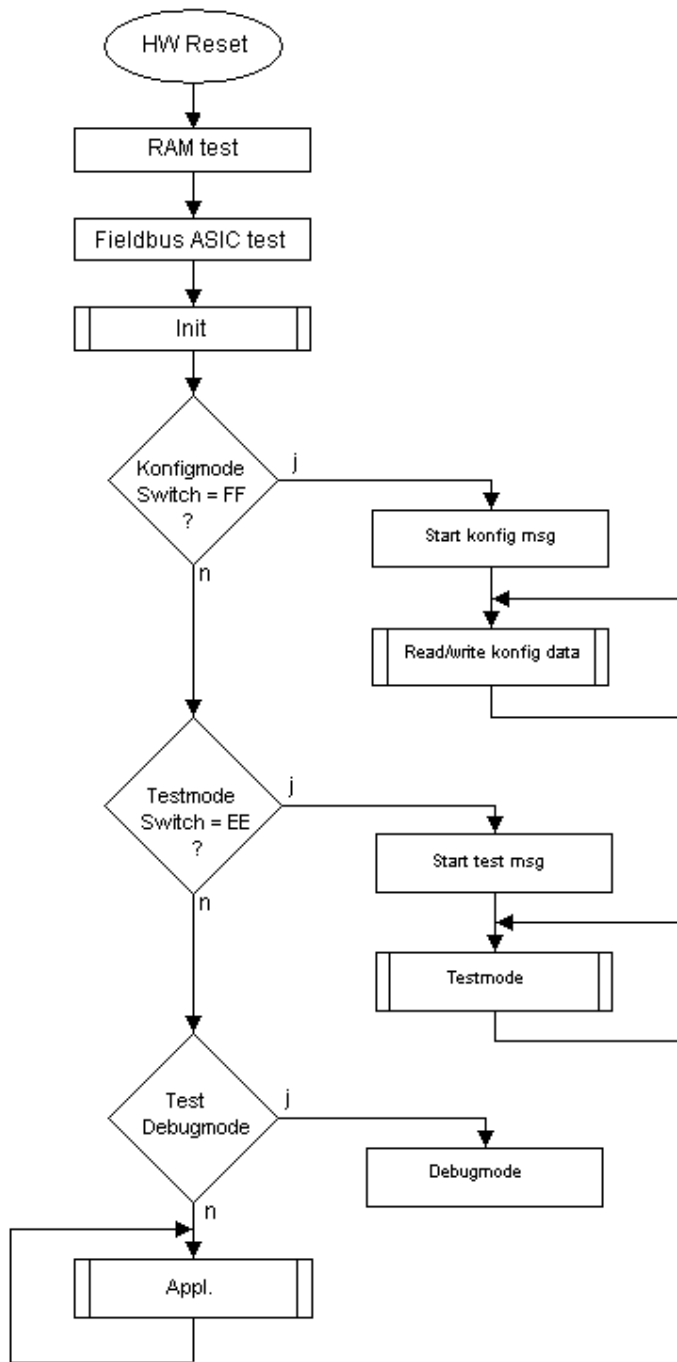 HW Reset
RAM test
Fieldbus ASIC test
Init
Konfigmode
Switch = FF
?
j
n
Start konfig msg
Read/write konfig data
Testmode
Switch = EE
?
j
n
Start test msg
Testmode
Test
Debugmode
j
n
Debugmode
Appl.